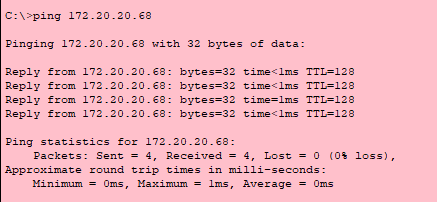 C:\>ping 172.20.20.68
Pinging 172.20.20.68 with 32 bytes of data:
Reply from 172.20.20.68: bytes=32 time<1ms TTL=128
Reply from 172.20.20.68: bytes=32 time<1ms TTL=128
Reply from 172.20.20.68: bytes=32 time=1ms TTL=128
Reply from 172.20.20.68: bytes=32 time<1ms TTL=128
Ping statistics for 172.20.20.68:
Packets: Sent = 4, Received = 4, Lost = 0 (0% loss),
Approximate round trip times in milli-seconds:
Minimum = 0ms, Maximum = 1ms, Average = 0ms